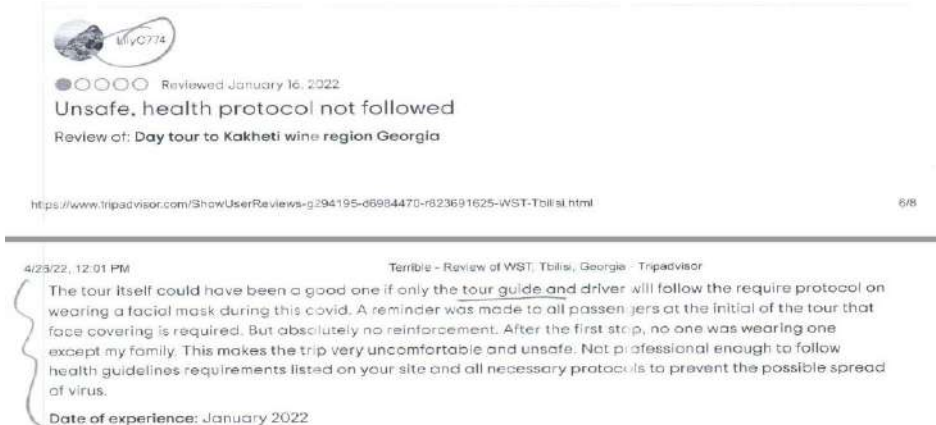 lillyC774
Reviewed January 16, 2022
Unsafe, health protocol not followed
Review of: Day tour to Kakheti wine region Georgia
https://www.tripadvisor.com/ShowUserReviews-g294195-d6984470-r823691625-WST-Tbilisi.html 6/8
12:01 PM Terrible - Review of WST, Tbilisi, Georgia - Tripadvisor
The tour itself could have been a good one if only the tour guide and driver will follow the require protocol on
wearing a facial mask during this covid. A reminder was made to all passengers at the initial of the tour that
face covering is required. But absolutely no reinforcement. After the first stop, no one was wearing one
except my family. This makes the trip very uncomfortable and unsafe. Not professional enough to follow
health guidelines requirements listed on your site and all necessary protocols to prevent the possible spread
of virus.
Date of experience: January 2022